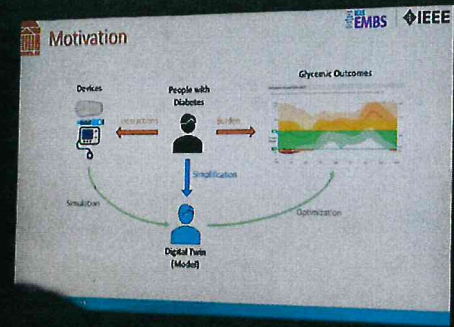 Motivation
EMBS
IEEE
Devices
People with
Diabetes
Glycemic Outcomes
Interactions
Burden
Simplification
Simulation
Optimization
Digital Twin
(Model)